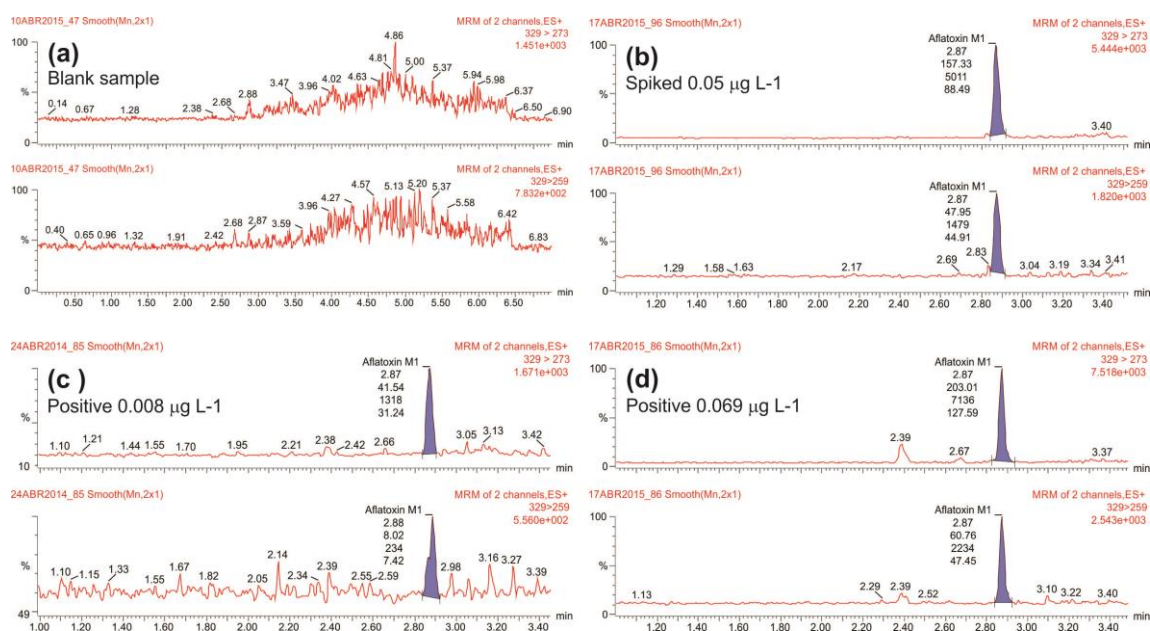 10ABR2015_47 Smooth(Mn,2x1)
MRM of 2 channels,ES+
329 > 273
1.451e+003
(a)
Blank sample
100
%
0
0.14 0.67 1.28 2.38 2.68 2.88 3.47 3.96 4.02 4.63 4.81 4.86 5.00 5.37 5.94 5.98 6.37 6.50 6.90
min
10ABR2015_47 Smooth(Mn,2x1)
MRM of 2 channels,ES+
329>259
7.832e+002
100
%
0
0.40 0.65 0.96 1.32 1.91 2.42 2.68 2.87 3.59 3.96 4.27 4.57 5.13 5.20 5.37 5.58 6.42 6.83
min
0.50 1.00 1.50 2.00 2.50 3.00 3.50 4.00 4.50 5.00 5.50 6.00 6.50
17ABR2015_96 Smooth(Mn,2x1)
MRM of 2 channels,ES+
329 > 273
5.444e+003
(b)
Spiked 0.05 µg L-1
Aflatoxin M1
2.87
157.33
5011
88.49
100
%
0
3.40
min
17ABR2015_96 Smooth(Mn,2x1)
MRM of 2 channels,ES+
329>259
1.820e+003
Aflatoxin M1
2.87
47.95
1479
44.91
100
%
0
1.29 1.58 1.63 2.17 2.69 2.83 3.04 3.19 3.34 3.41
min
1.20 1.40 1.60 1.80 2.00 2.20 2.40 2.60 2.80 3.00 3.20 3.40
24ABR2014_85 Smooth(Mn,2x1)
MRM of 2 channels,ES+
329 > 273
1.671e+003
(c )
Positive 0.008 µg L-1
Aflatoxin M1
2.87
41.54
1318
31.24
%
10
1.10 1.21 1.44 1.55 1.70 1.95 2.21 2.38 2.42 2.66 3.05 3.13 3.42
min
24ABR2014_85 Smooth(Mn,2x1)
MRM of 2 channels,ES+
329>259
5.560e+002
Aflatoxin M1
2.88
8.02
234
7.42
%
49
1.10 1.15 1.33 1.55 1.67 1.82 2.05 2.14 2.34 2.39 2.55 2.59 2.98 3.16 3.27 3.39
min
1.00 1.20 1.40 1.60 1.80 2.00 2.20 2.40 2.60 2.80 3.00 3.20 3.40
17ABR2015_86 Smooth(Mn,2x1)
MRM of 2 channels,ES+
329 > 273
7.518e+003
(d)
Positive 0.069 µg L-1
Aflatoxin M1
2.87
203.01
7136
127.59
100
%
0
2.39 2.67 3.37
min
17ABR2015_86 Smooth(Mn,2x1)
MRM of 2 channels,ES+
329>259
2.543e+003
Aflatoxin M1
2.87
60.76
2234
47.45
100
%
0
1.13 2.29 2.39 2.52 3.10 3.22 3.40
min
1.20 1.40 1.60 1.80 2.00 2.20 2.40 2.60 2.80 3.00 3.20 3.40